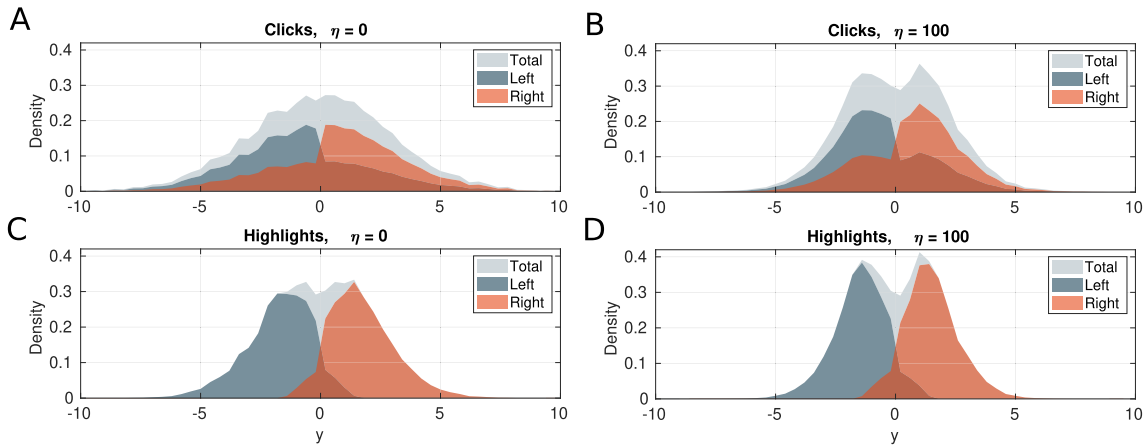 A
Clicks, η = 0
Density
0.4
0.3
0.2
0.1
0
-10
-5
0
5
10
Total
Left
Right
B
Clicks, η = 100
Density
0.4
0.3
0.2
0.1
0
-10
-5
0
5
10
Total
Left
Right
C
Highlights, η = 0
Density
0.4
0.3
0.2
0.1
0
-10
-5
0
5
10
y
Total
Left
Right
D
Highlights, η = 100
Density
0.4
0.3
0.2
0.1
0
-10
-5
0
5
10
y
Total
Left
Right